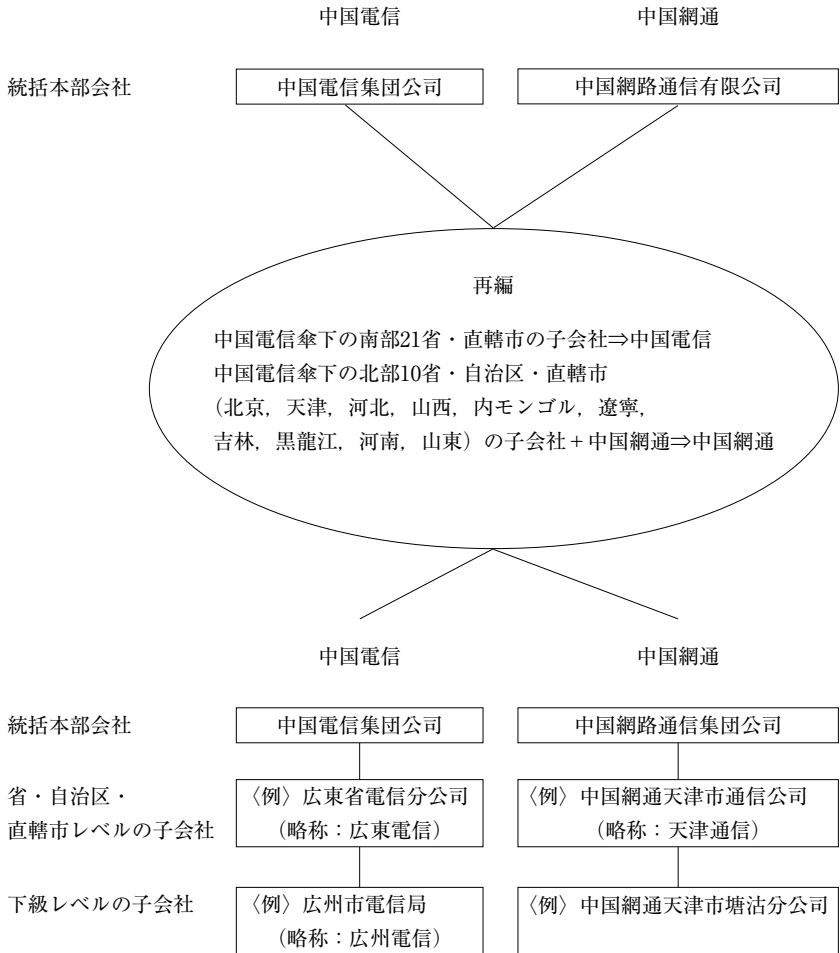 中国電信 中国網通
統括本部会社 中国電信集団公司 中国網路通信有限公司
再編
中国電信傘下の南部21省・直轄市の子会社⇒中国電信
中国電信傘下の北部10省・自治区・直轄市
(北京，天津，河北，山西，内モンゴル，遼寧，
吉林，黒龍江，河南，山東）の子会社＋中国網通⇒中国網通
中国電信 中国網通
統括本部会社 中国電信集団公司 中国網路通信集団公司
省・自治区・ 〈例〉広東省電信分公司 〈例〉中国網通天津市通信公司
直轄市レベルの子会社 （略称：広東電信） （略称：天津通信）
下級レベルの子会社 〈例〉広州市電信局 〈例〉中国網通天津市塘沽分公司
（略称：広州電信）